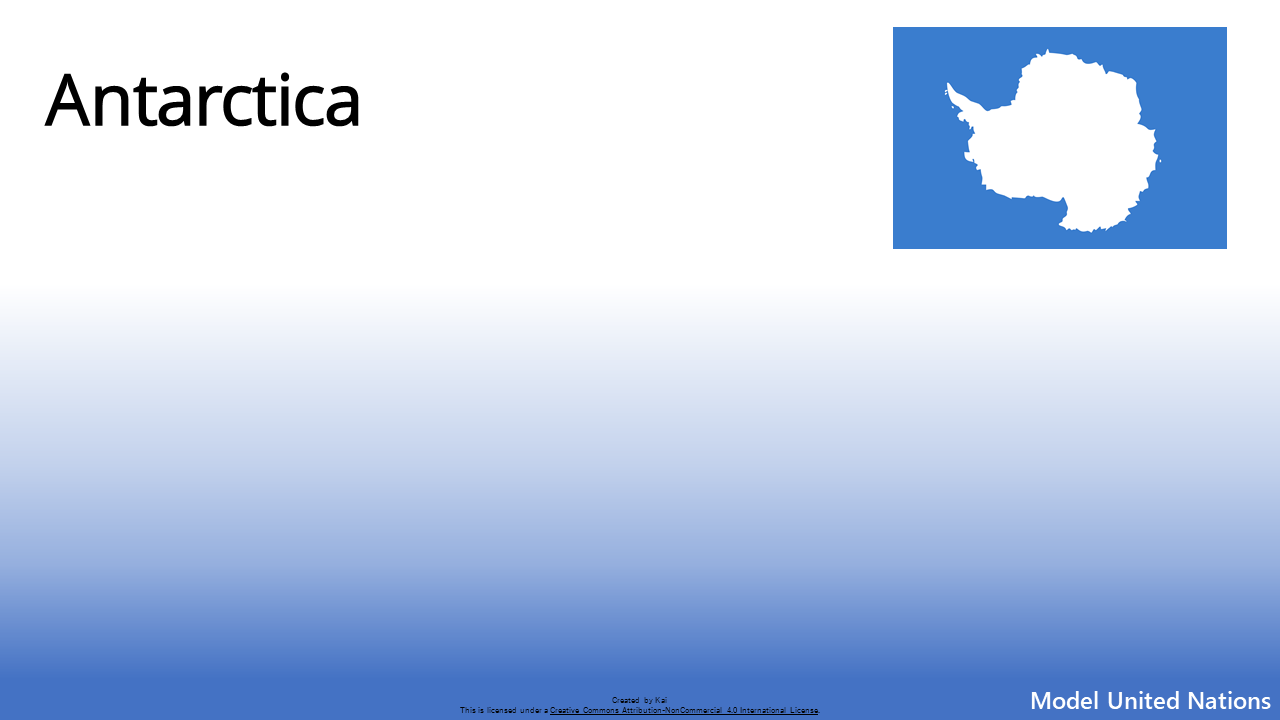 Antarctica
Created by Kai
This is licensed under a Creative Commons Attribution-NonCommercial 4.0 International License.
Model United Nations